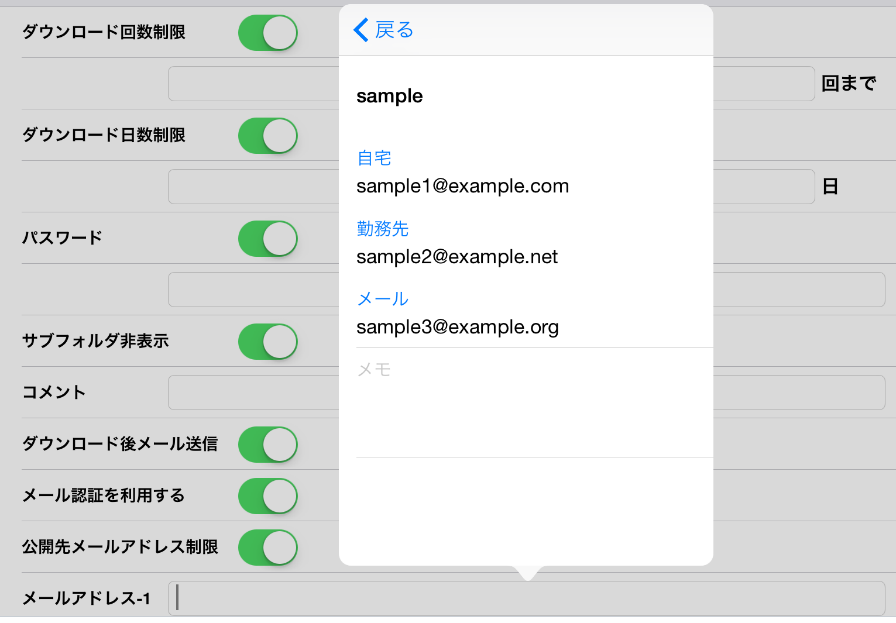 ダウンロード回数制限
回まで
ダウンロード日数制限
日
パスワード
サブフォルダ非表示
コメント
ダウンロード後メール送信
メール認証を利用する
公開先メールアドレス制限
メールアドレス-1
戻る
sample
自宅
sample1@example.com
勤務先
sample2@example.net
メール
sample3@example.org
メモ